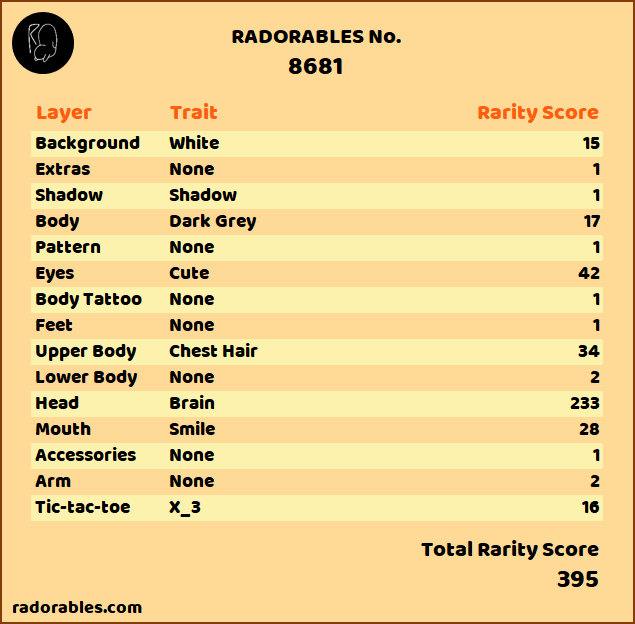 RADORABLES No.
8681
Layer Trait Rarity Score
Background White 15
Extras None 1
Shadow Shadow 1
Body Dark Grey 17
Pattern None 1
Eyes Cute 42
Body Tattoo None 1
Feet None 1
Upper Body Chest Hair 34
Lower Body None 2
Head Brain 233
Mouth Smile 28
Accessories None 1
Arm None 2
Tic-tac-toe X_3 16
Total Rarity Score
395
radorables.com